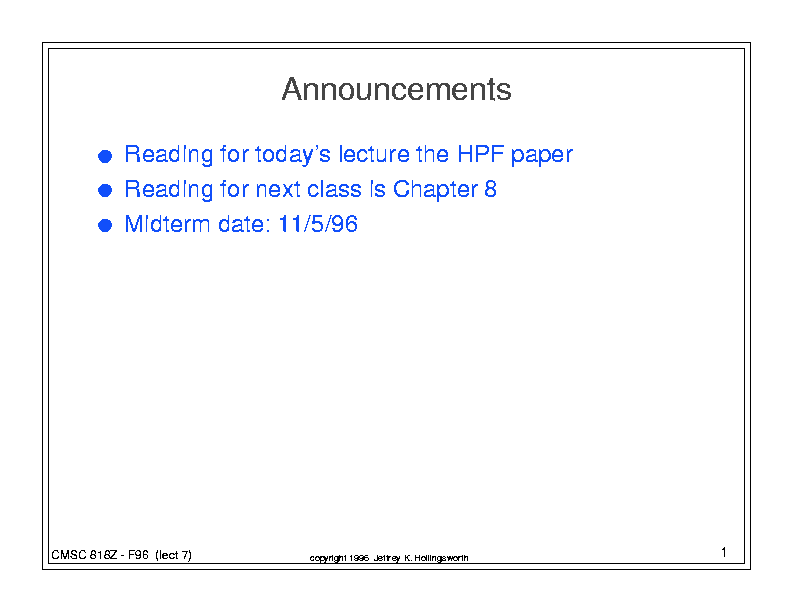 Announcements
● Reading for today's lecture the HPF paper
● Reading for next class is Chapter 8
● Midterm date: 11/5/96
CMSC 818Z - F96 (lect 7)
copyright 1996 Jeffrey K. Hollingsworth
1